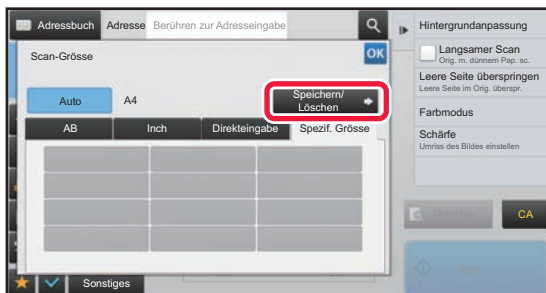 Adressbuch Adresse Berühren zur Adresseingabe
Hintergrundanpassung
Scan-Grösse OK
Langsamer Scan
Orig. m. dünnem Pap. sc.
Leere Seite überspringen
Leere Seite im Orig. überspr.
Auto A4 Speichern/
Löschen
Farbmodus
AB Inch Direkteingabe Spezif. Grösse
Schärfe
Umriss des Bildes einstellen
Vorschau CA
Start
Sonstiges